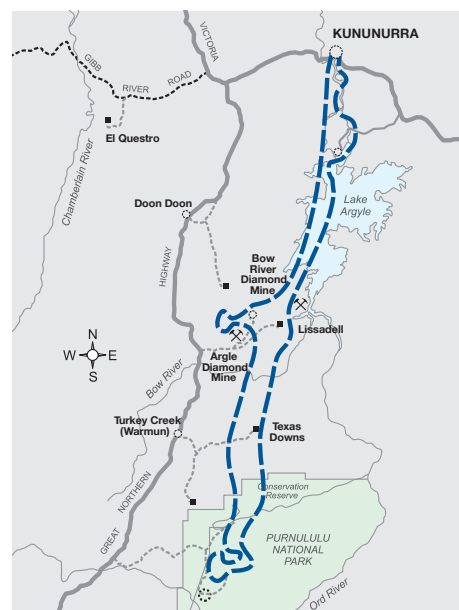 KUNUNURRA
VICTORIA
GIBB
RIVER
ROAD
El Questro
Chamberlain River
Lake
Argyle
Doon Doon
HIGHWAY
Bow
River
Diamond
Mine
Lissadell
N
W E
S
Argle
Diamond
Mine
Bow River
Turkey Creek
(Warmun)
Texas
Downs
NORTHERN
GREAT
Conservation
Reserve
PURNULULU
NATIONAL
PARK
Ord River